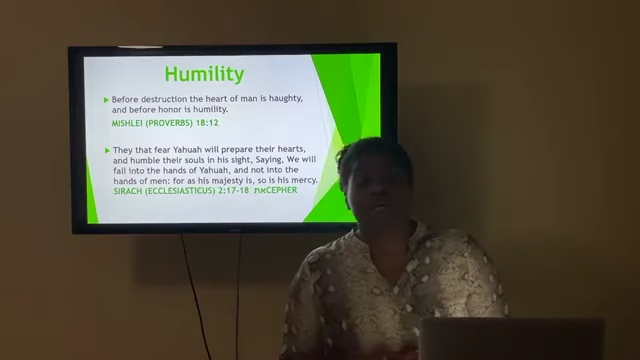 Humility
Before destruction the heart of man is haughty,
and before honor is humility.
MISHLEI (PROVERBS) 18:12
They that fear Yahuah will prepare their hearts,
and humble their souls in his sight, Saying, We will
fall into the hands of Yahuah, and not into the
hands of men: for as his majesty is, so is his mercy.
SIRACH (ECCLESIASTICUS) 2:17-18 את CEPHER